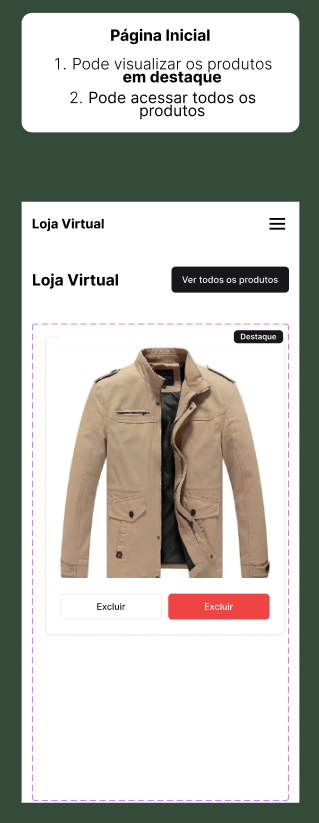 Página Inicial
1. Pode visualizar os produtos
em destaque
2. Pode acessar todos os
produtos
Loja Virtual
Loja Virtual
Ver todos os produtos
Destaque
Excluir
Excluir